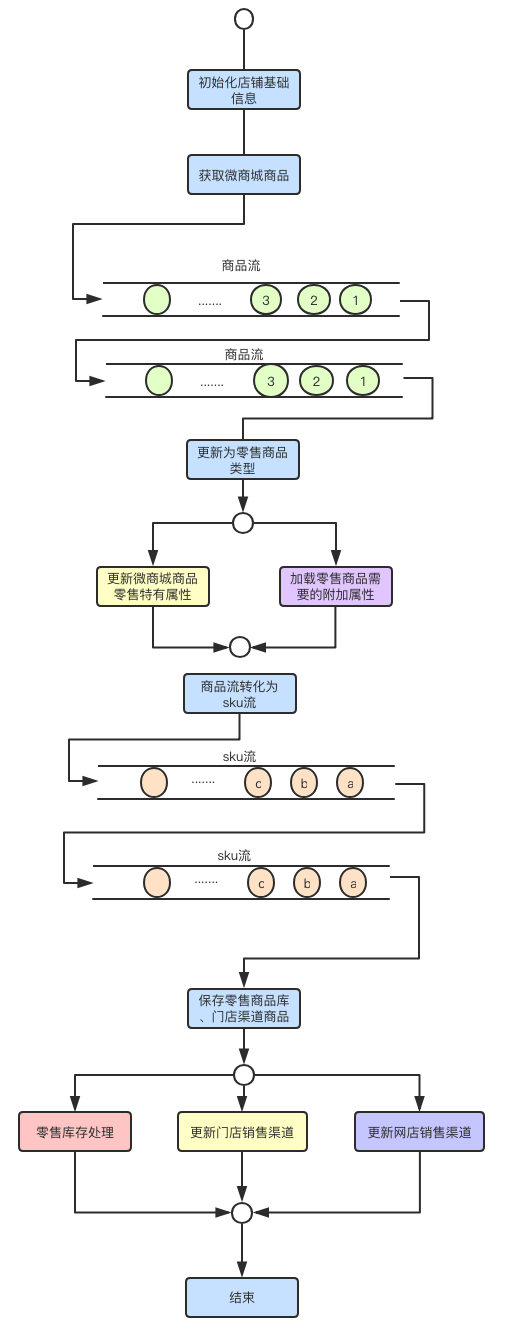 初始化店铺基础
信息
获取微商城商品
商品流
....... 3 2 1
商品流
....... 3 2 1
更新为零售商品
类型
更新微商城商品
零售特有属性
加载零售商品需
要的附加属性
商品流转化为
sku流
sku流
....... c b a
sku流
....... c b a
保存零售商品库
、门店渠道商品
零售库存处理
更新门店销售渠道
更新网店销售渠道
结束